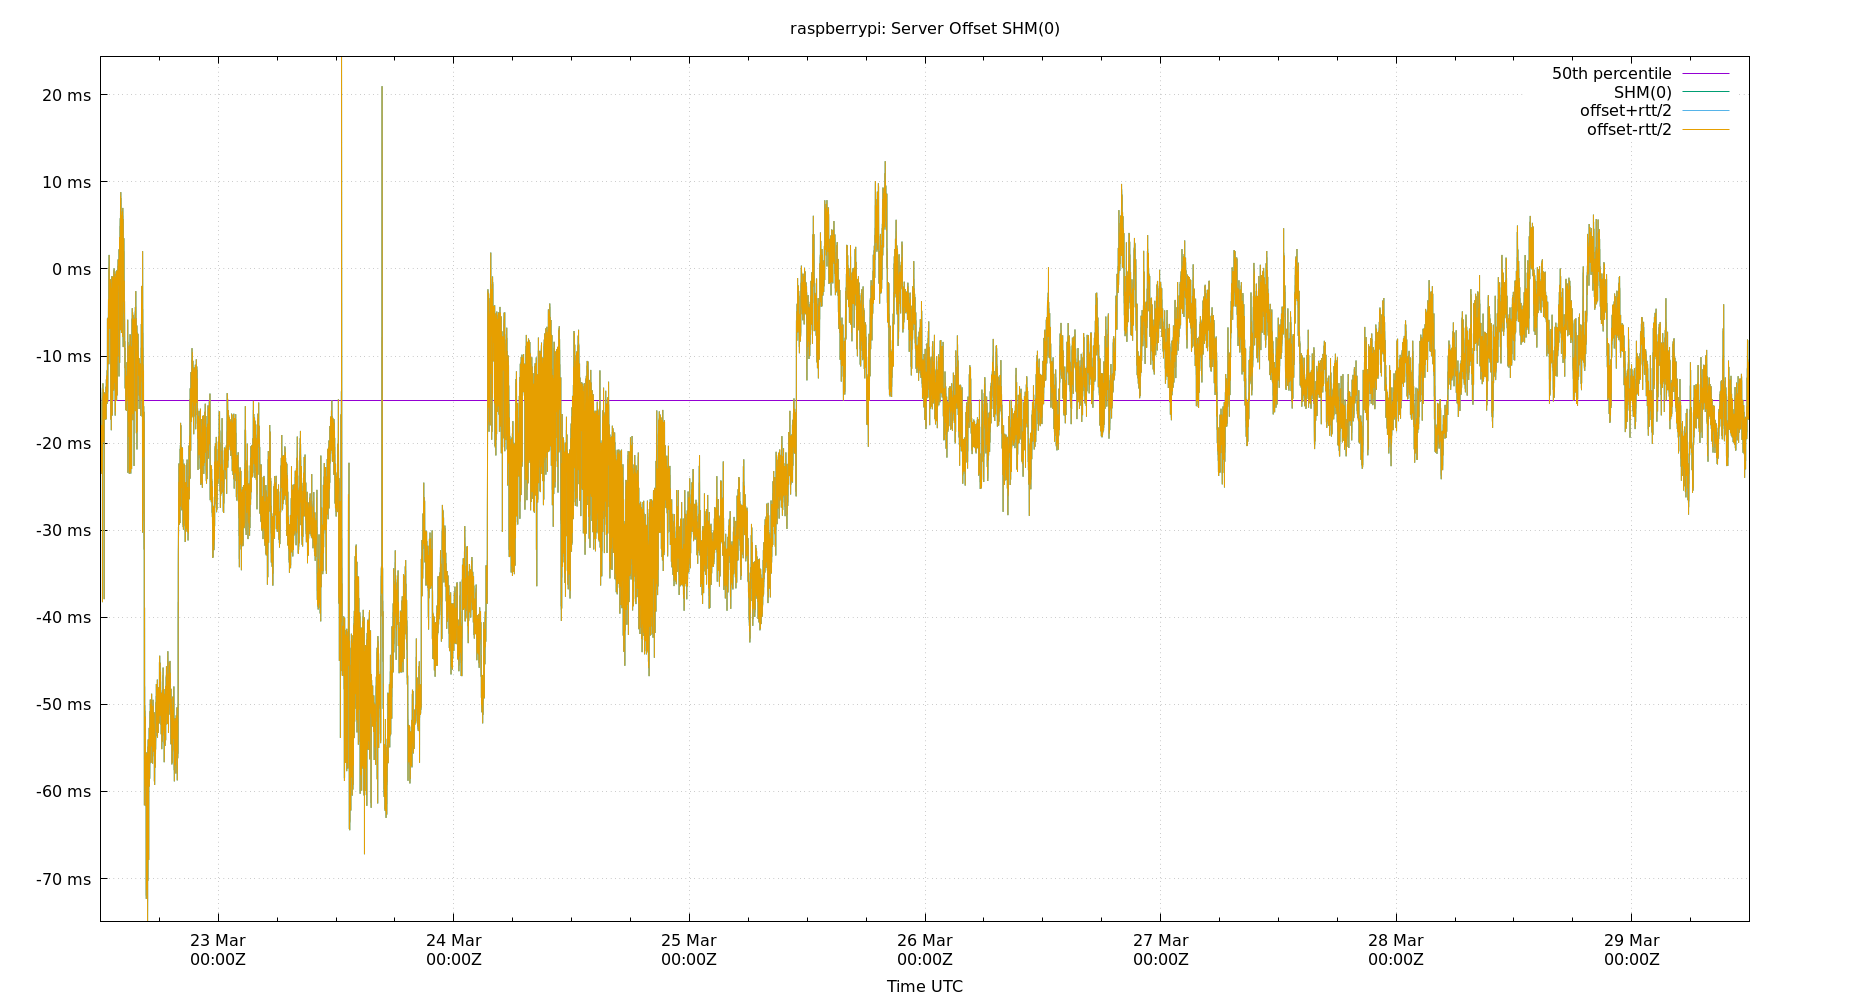 raspberrypi: Server Offset SHM(0)
50th percentile
SHM(0)
offset+rtt/2
offset-rtt/2
20 ms
10 ms
0 ms
-10 ms
-20 ms
-30 ms
-40 ms
-50 ms
-60 ms
-70 ms
23 Mar 24 Mar 25 Mar 26 Mar 27 Mar 28 Mar 29 Mar
00:00Z 00:00Z 00:00Z 00:00Z 00:00Z 00:00Z 00:00Z
Time UTC